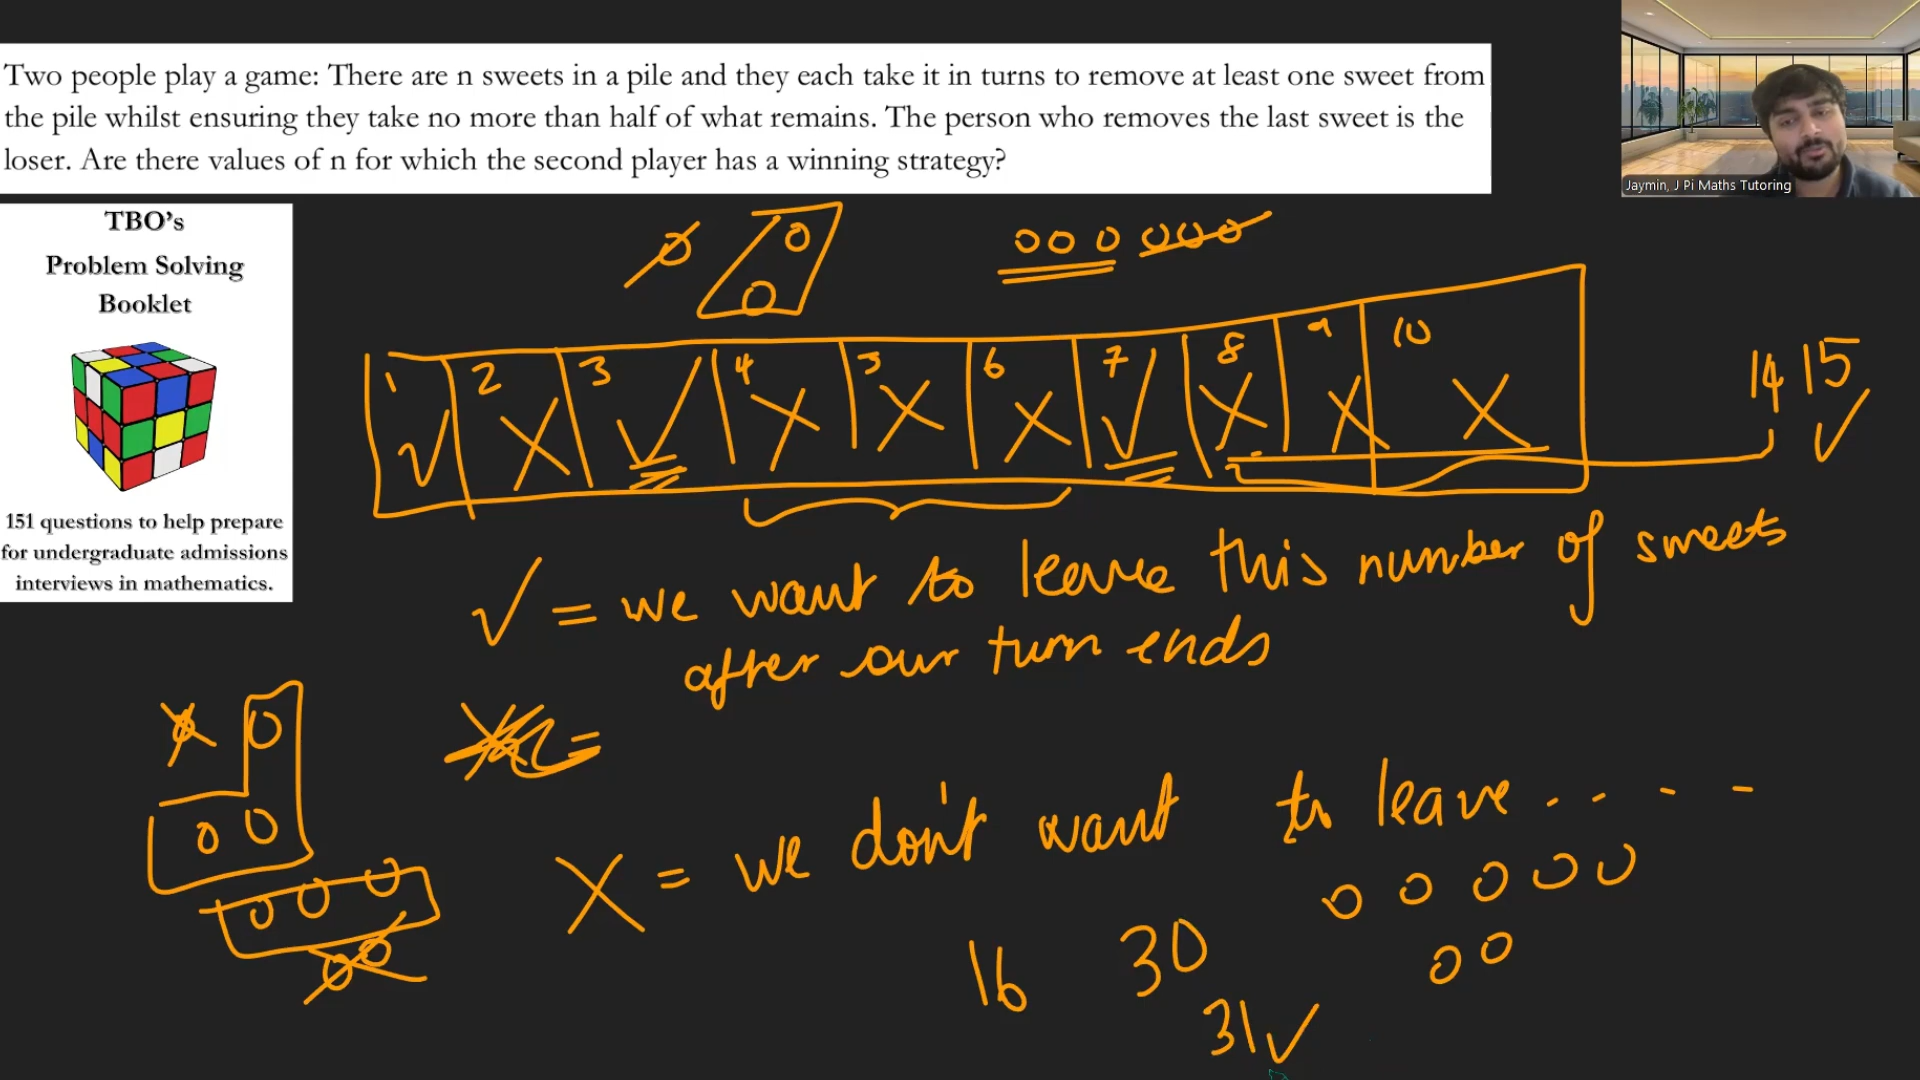 Two people play a game: There are n sweets in a pile and they each take it in turns to remove at least one sweet from
the pile whilst ensuring they take no more than half of what remains. The person who removes the last sweet is the
loser. Are there values of n for which the second player has a winning strategy?
Jaymin, J Pi Maths Tutoring
TBO's
Problem Solving
Booklet
151 questions to help prepare
for undergraduate admissions
interviews in mathematics.
1 2 3 4 5 6 7 8 9 10
✓ X ✓ X X X ✓ X X X
14 15
✓
✓ = we want to leave this number of sweets
after our turn ends
X = we don't want to leave.. . - -
16 30
31 ✓